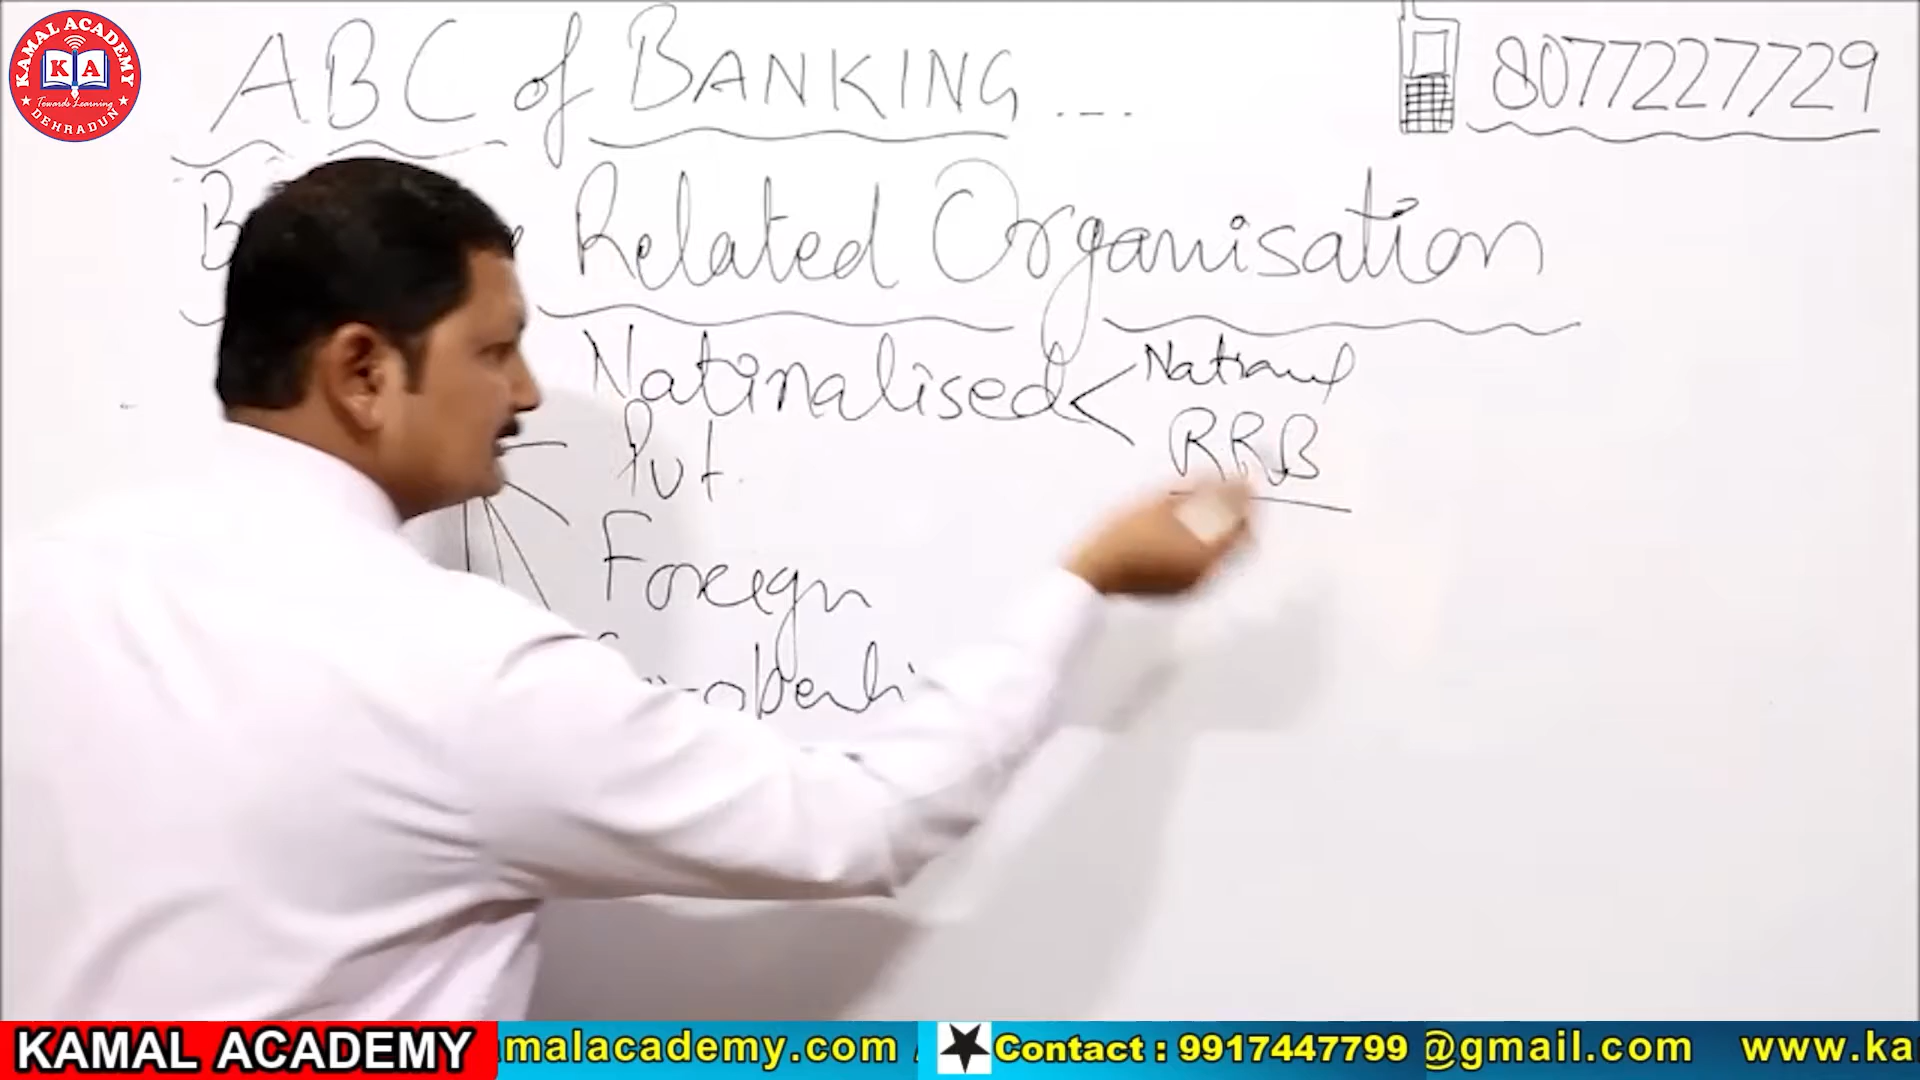 KAMAL ACADEMY
KA
Towards Learning
DEHRADUN
ABC of BANKING ...
8077227729
Related Organisation
Natinalised < National
RRB
Pvt.
Foreign
KAMAL ACADEMY
malacademy.com
Contact : 9917447799
@gmail.com
www.ka